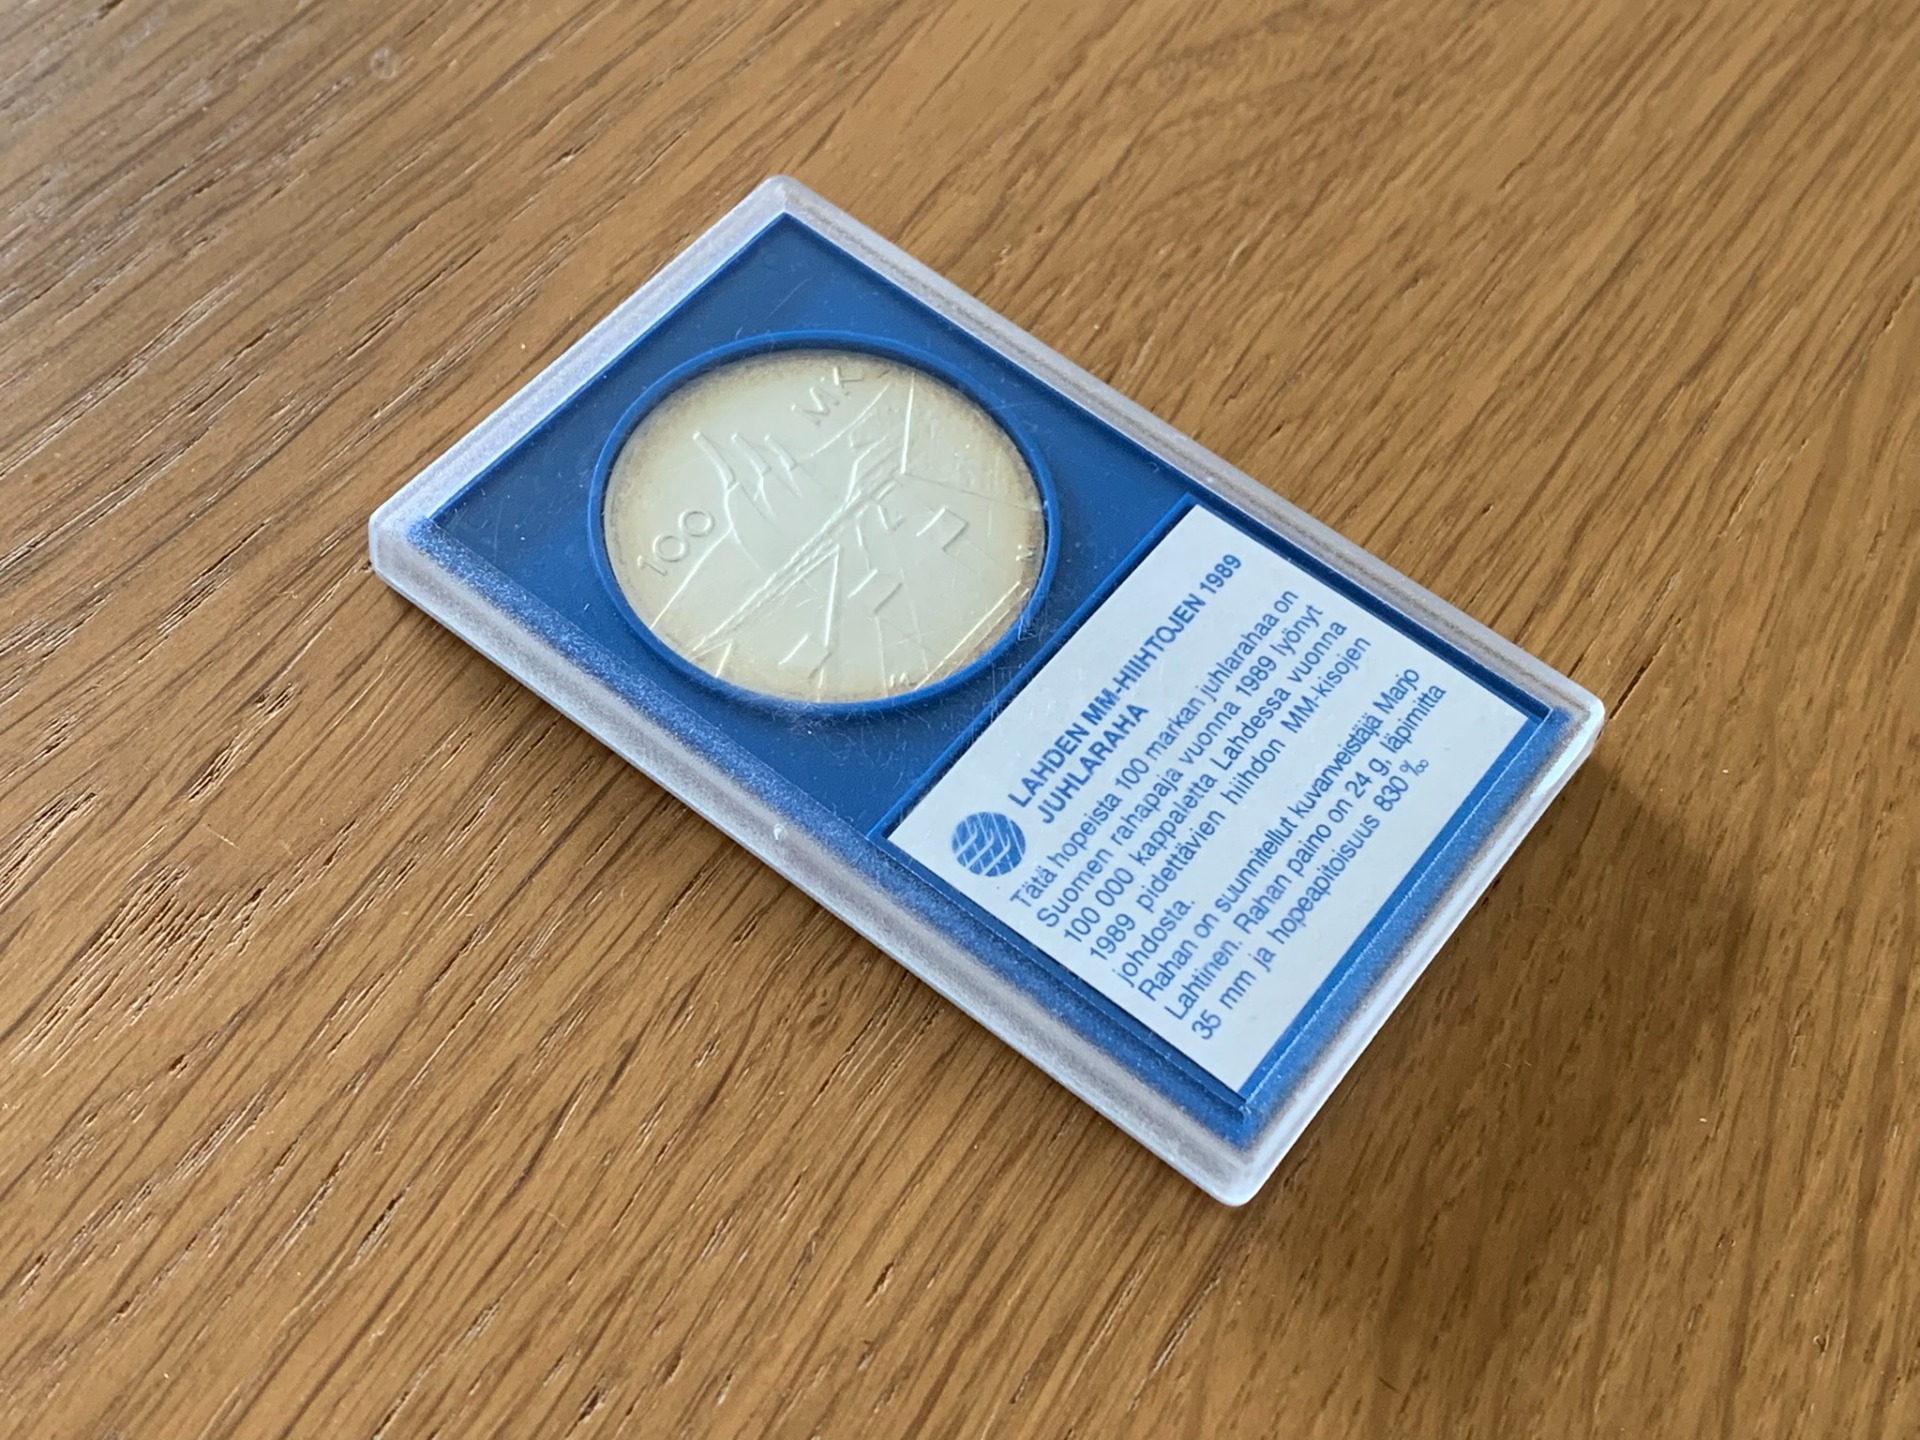 100 MK
LAHDEN MM-HIIHTOJEN 1989
JUHLARAHA
Tätä hopeista 100 markan juhlarahaa on
Suomen rahapaja vuonna 1989 lyönyt
100 000 kappaletta Lahdessa vuonna
1989 pidettävien hiihdon MM-kisojen
johdosta.
Rahan on suunnitellut kuvanveistäjä Marjo
Lahtinen. Rahan paino on 24 g, läpimitta
35 mm ja hopeapitoisuus 830 ‰